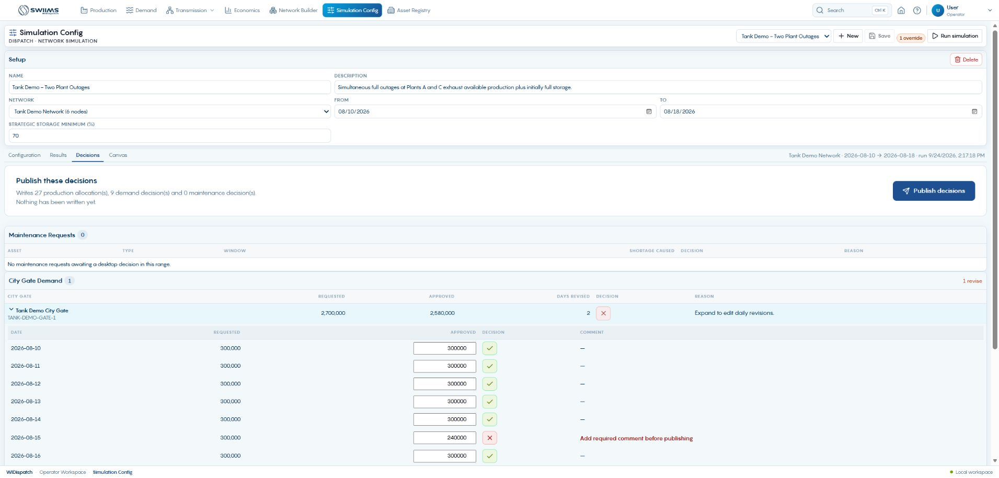 SWIIMS
WIDispatch
Production
Demand
Transmission
Economics
Network Builder
Simulation Config
Asset Registry
Search
Ctrl K
U
User
Operator
Simulation Config
DISPATCH · NETWORK SIMULATION
Tank Demo – Two Plant Outages
New
Save
1 override
Run simulation
Setup
Delete
NAME
DESCRIPTION
Tank Demo – Two Plant Outages
Simultaneous full outages at Plants A and C exhaust available production plus initially full storage.
NETWORK
FROM
TO
Tank Demo Network (6 nodes)
08/10/2026
08/18/2026
STRATEGIC STORAGE MINIMUM (%)
70
Configuration
Results
Decisions
Canvas
Tank Demo Network · 2026-08-10 → 2026-08-18 · run 9/24/2026, 2:17:18 PM
Publish these decisions
Writes 27 production allocation(s), 9 demand decision(s) and 0 maintenance decision(s).
Nothing has been written yet.
Publish decisions
Maintenance Requests 0
ASSET TYPE WINDOW SHORTAGE CAUSED DECISION REASON
No maintenance requests awaiting a desktop decision in this range.
City Gate Demand 1
1 revise
CITY GATE REQUESTED APPROVED DAYS REVISED DECISION REASON
Tank Demo City Gate 2,700,000 2,580,000 2 Expand to edit daily revisions.
TANK-DEMO-GATE-1
DATE REQUESTED APPROVED DECISION COMMENT
2026-08-10 300,000 300000 —
2026-08-11 300,000 300000 —
2026-08-12 300,000 300000 —
2026-08-13 300,000 300000 —
2026-08-14 300,000 300000 —
2026-08-15 300,000 240000 Add required comment before publishing
2026-08-16 300,000 300000 —
WIDispatch · Operator Workspace · Simulation Config
Local workspace